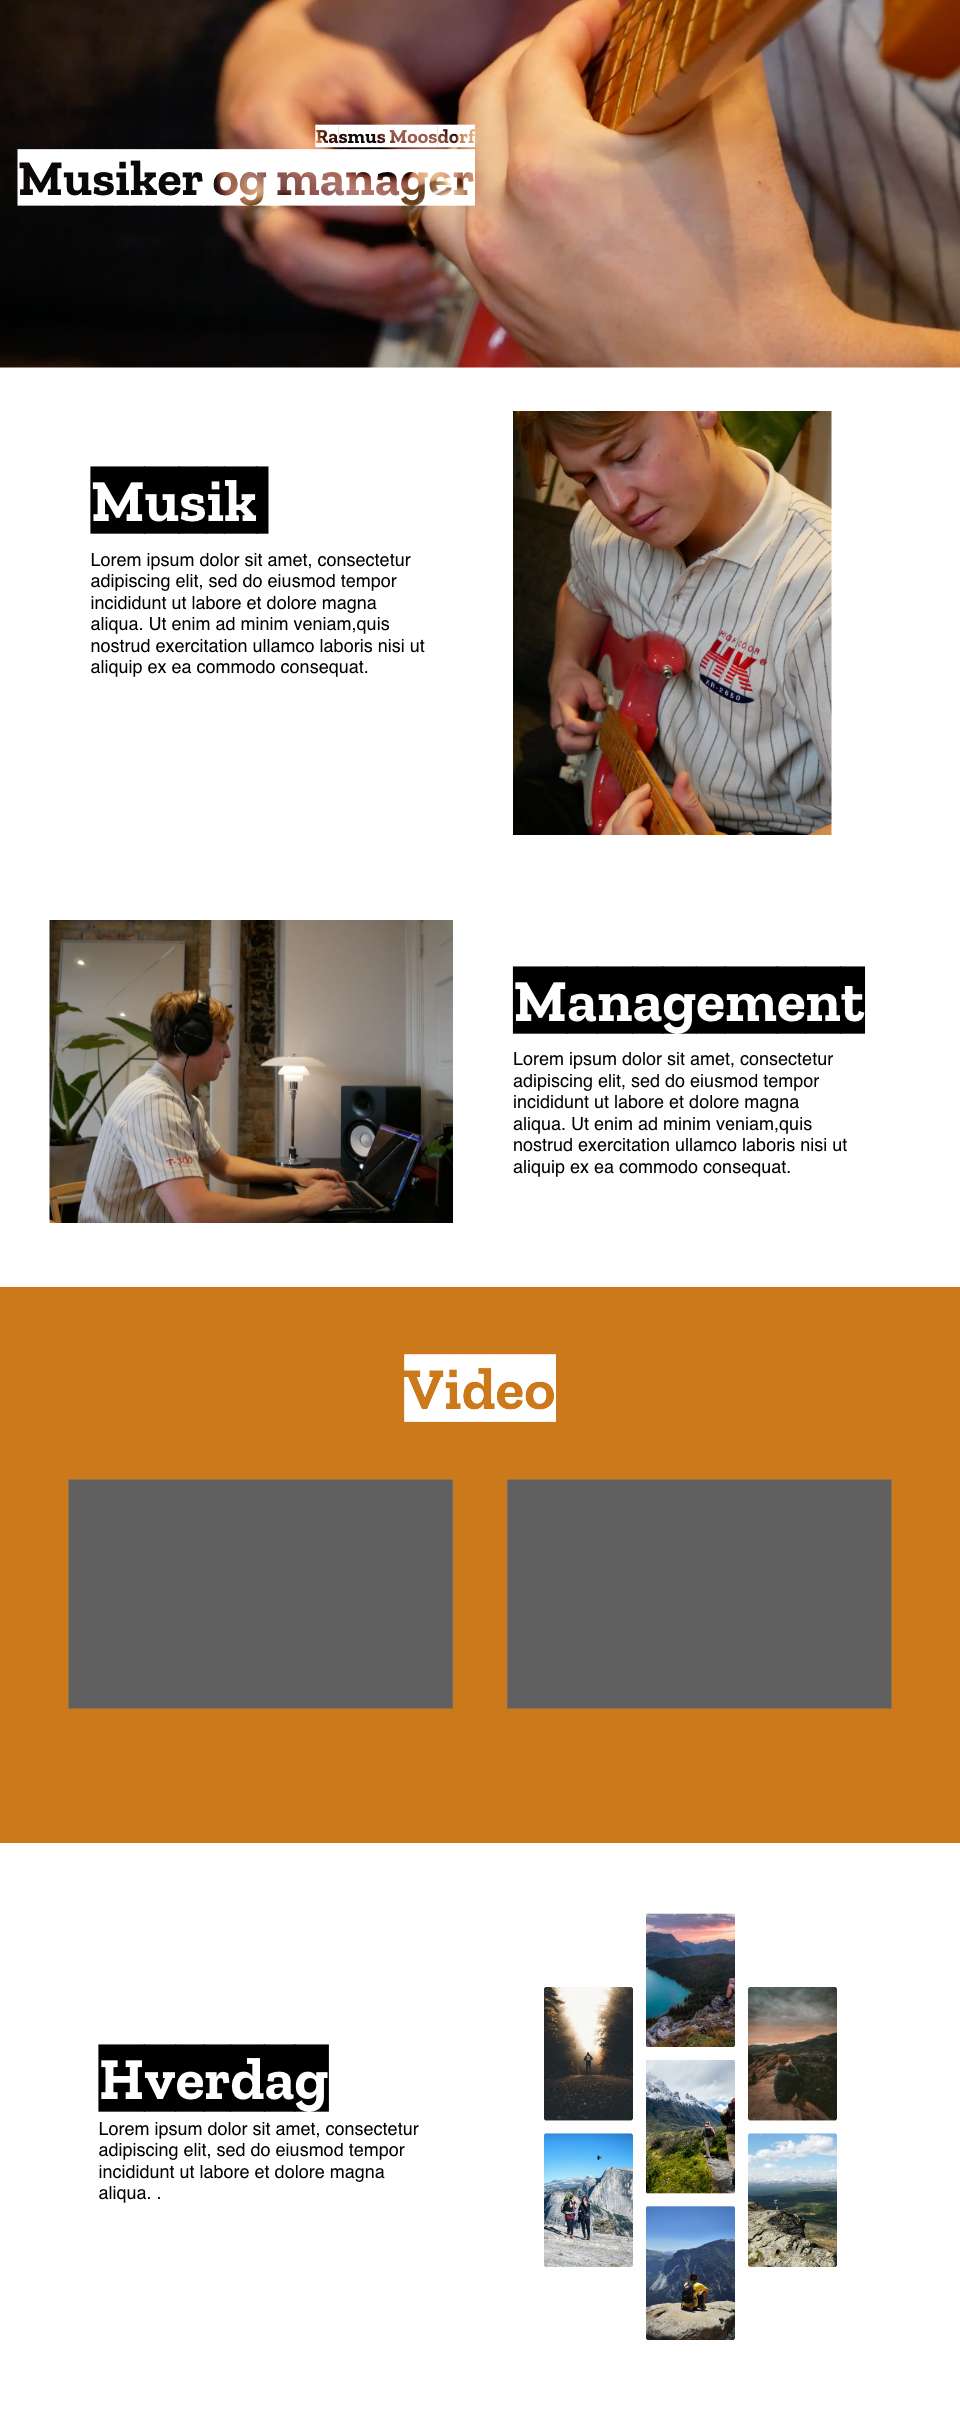 Rasmus Moosdorf
Musiker og manager
Musik
Lorem ipsum dolor sit amet, consectetur
adipiscing elit, sed do eiusmod tempor
incididunt ut labore et dolore magna
aliqua. Ut enim ad minim veniam,quis
nostrud exercitation ullamco laboris nisi ut
aliquip ex ea commodo consequat.
HK®
Management
Lorem ipsum dolor sit amet, consectetur
adipiscing elit, sed do eiusmod tempor
incididunt ut labore et dolore magna
aliqua. Ut enim ad minim veniam,quis
nostrud exercitation ullamco laboris nisi ut
aliquip ex ea commodo consequat.
Video
Hverdag
Lorem ipsum dolor sit amet, consectetur
adipiscing elit, sed do eiusmod tempor
incididunt ut labore et dolore magna
aliqua. .